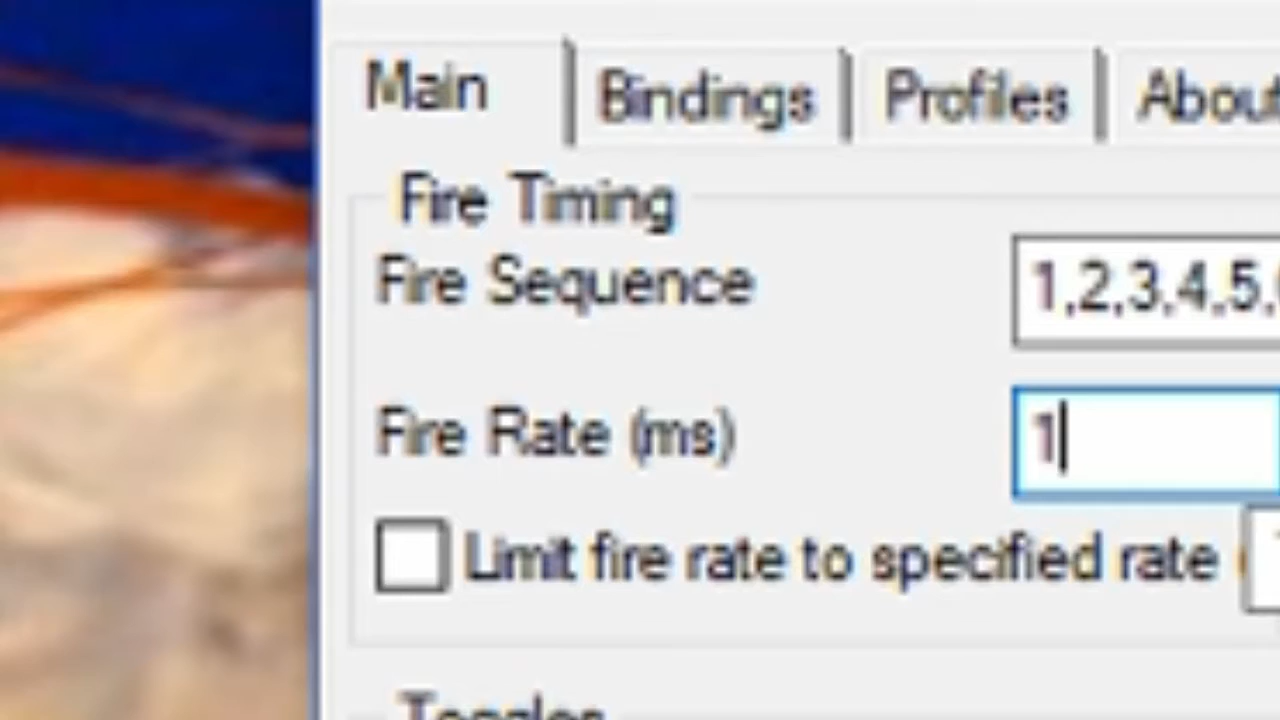 Main Bindings Profiles
Fire Timing
Fire Sequence 1,2,3,4,5,
Fire Rate (ms) 1
Limit fire rate to specified rate
Toggles